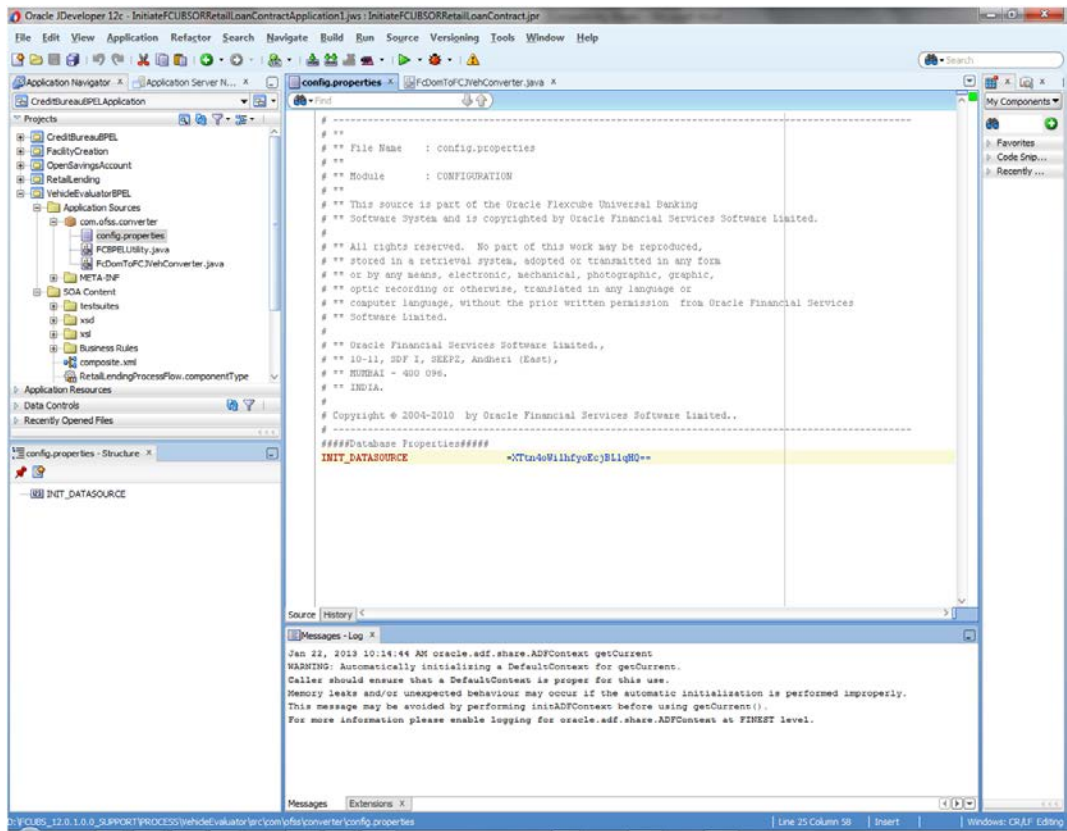 Oracle JDeveloper 12c - InitiateFCUBSORRetailLoanContractApplication1.jws : InitiateFCUBSORRetailLoanContract.jpr
File Edit View Application Refactor Search Navigate Build Run Source Versioning Tools Window Help
Search
Application Navigator Application Server N...
config.properties FcDomToFCJVehConverter.java
My Components
CreditBureauBPELApplication
Find
Projects
Favorites
Code Snip...
Recently ...
CreditBureauBPEL
FacilityCreation
OpenSavingsAccount
RetailLending
VehicleEvaluatorBPEL
Application Sources
com.ofss.converter
config.properties
FCBPELUtility.java
FcDomToFCJVehConverter.java
META-INF
SOA Content
testsuites
xsd
xsl
Business Rules
composite.xml
RetailLendingProcessFlow.componentType
Application Resources
Data Controls
Recently Opened Files
config.properties - Structure
INIT_DATASOURCE
# --------------------------------------------------
# **
# ** File Name : config.properties
# **
# ** Module : CONFIGURATION
# **
# ** This source is part of the Oracle Flexcube Universal Banking
# ** Software System and is copyrighted by Oracle Financial Services Software Limited.
#
# ** All rights reserved. No part of this work may be reproduced,
# ** stored in a retrieval system, adopted or transmitted in any form
# ** or by any means, electronic, mechanical, photographic, graphic,
# ** optic recording or otherwise, translated in any language or
# ** computer language, without the prior written permission from Oracle Financial Services
# ** Software Limited.
#
# ** Oracle Financial Services Software Limited.,
# ** 10-11, SDF I, SEEPZ, Andheri (East),
# ** MUMBAI - 400 096.
# ** INDIA.
#
# Copyright © 2004-2010 by Oracle Financial Services Software Limited..
# --------------------------------------------------
#####Database Properties#####
INIT_DATASOURCE
Source History
Messages - Log
Jan 22, 2013 10:14:44 AM oracle.adf.share.ADFContext getCurrent
WARNING: Automatically initializing a DefaultContext for getCurrent.
Caller should ensure that a DefaultContext is proper for this use.
Memory leaks and/or unexpected behaviour may occur if the automatic initialization is performed improperly.
This message may be avoided by performing initADFContext before using getCurrent().
For more information please enable logging for oracle.adf.share.ADFContext at FINEST level.
Messages Extensions
D:\FCUBS_12.0.1.0.0_SUPPORT\PROCESS\VehicleEvaluator\src\com\ofss\converter\config.properties
Line 25 Column 58 Insert Windows: CR/LF Editing